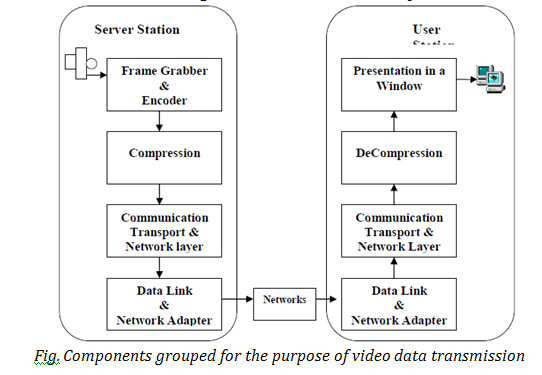 Server Station
Frame Grabber
&
Encoder
Compression
Communication
Transport &
Network layer
Data Link
&
Network Adapter
Networks
User
Presentation in a
Window
DeCompression
Communication
Transport &
Network Layer
Data Link
&
Network Adapter
Fig. Components grouped for the purpose of video data transmission